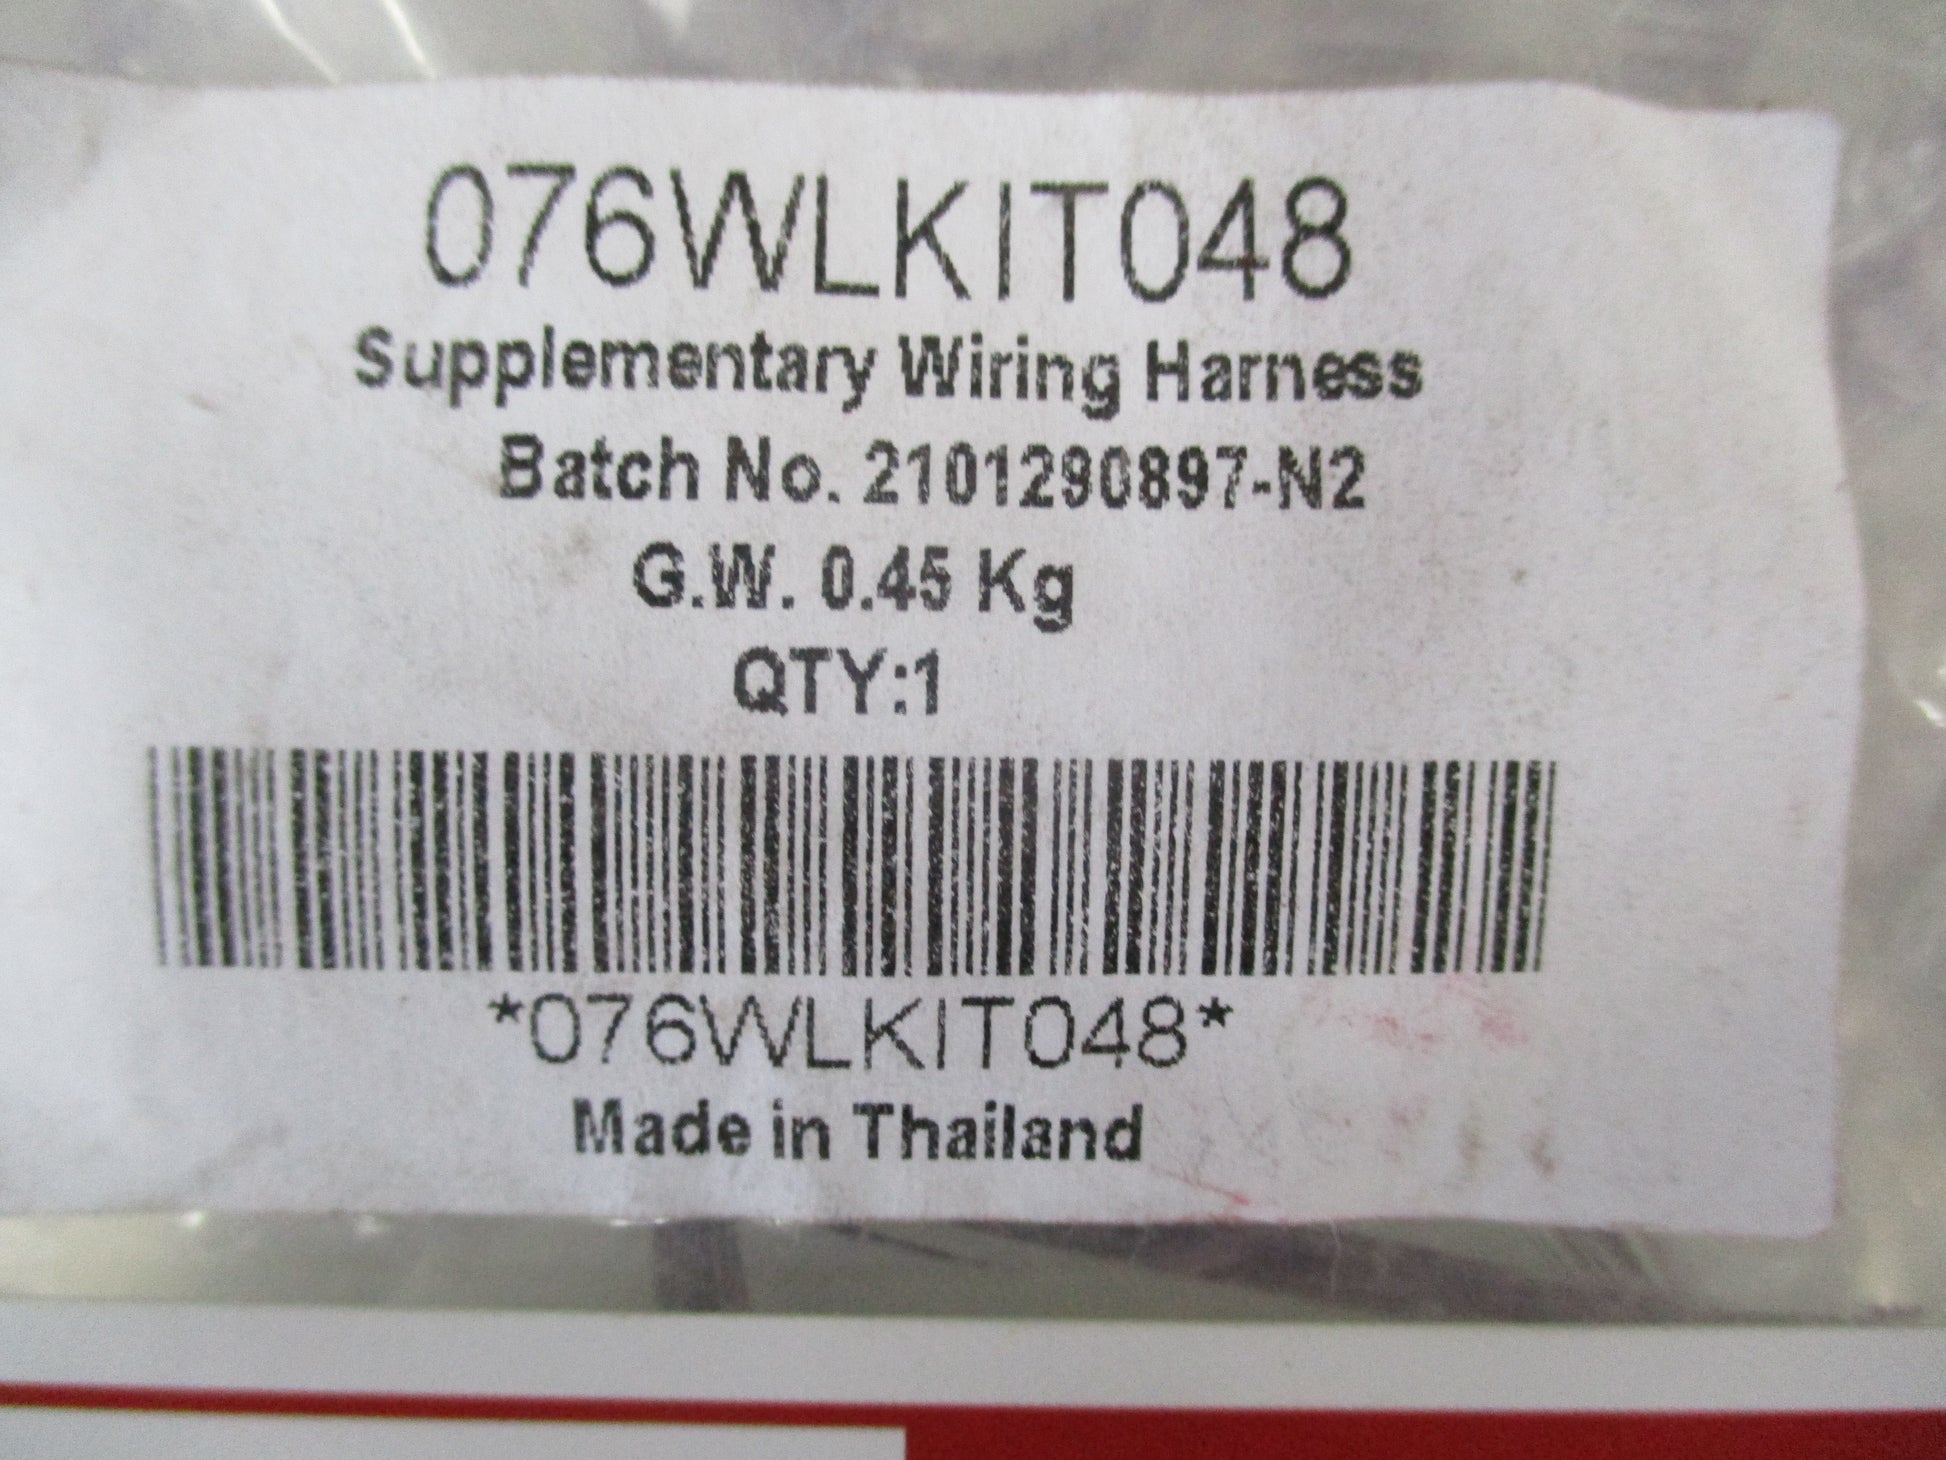 076WLKIT048
Supplementary Wiring Harness
Batch No. 2101290897-N2
G.W. 0.45 Kg
QTY:1
*076WLKIT048*
Made in Thailand